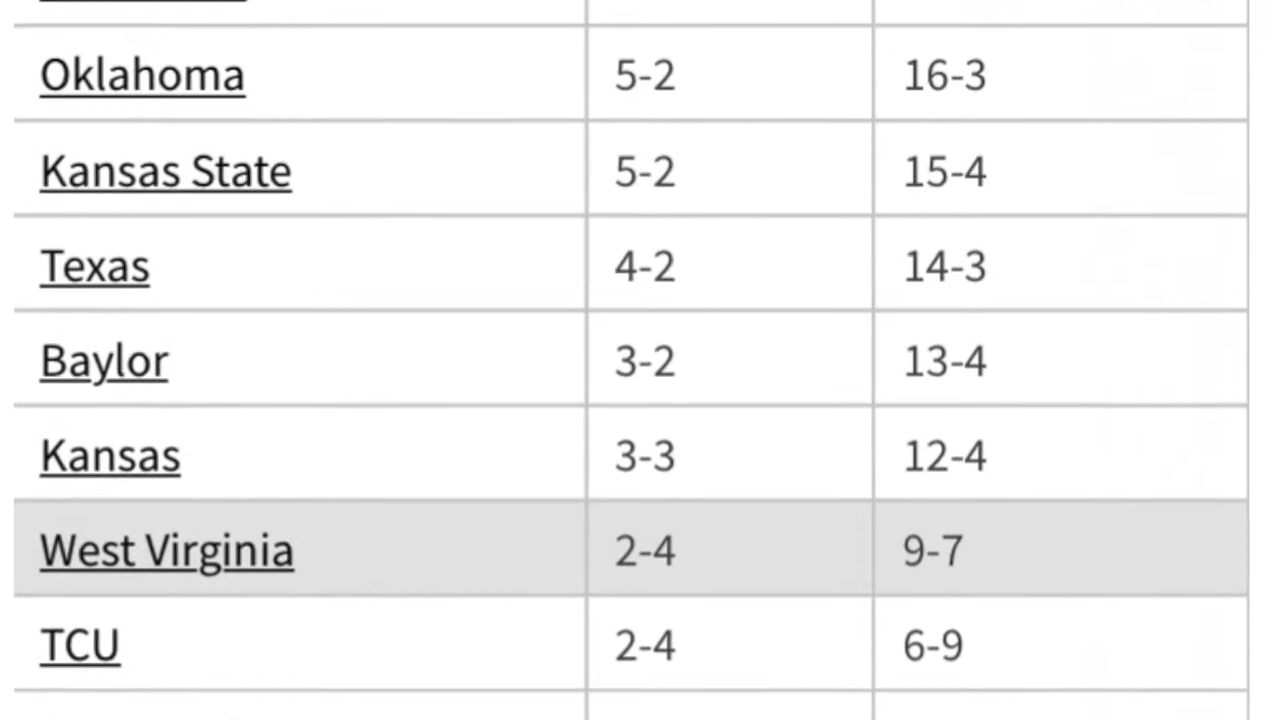 Oklahoma 5-2 16-3
Kansas State 5-2 15-4
Texas 4-2 14-3
Baylor 3-2 13-4
Kansas 3-3 12-4
West Virginia 2-4 9-7
TCU 2-4 6-9